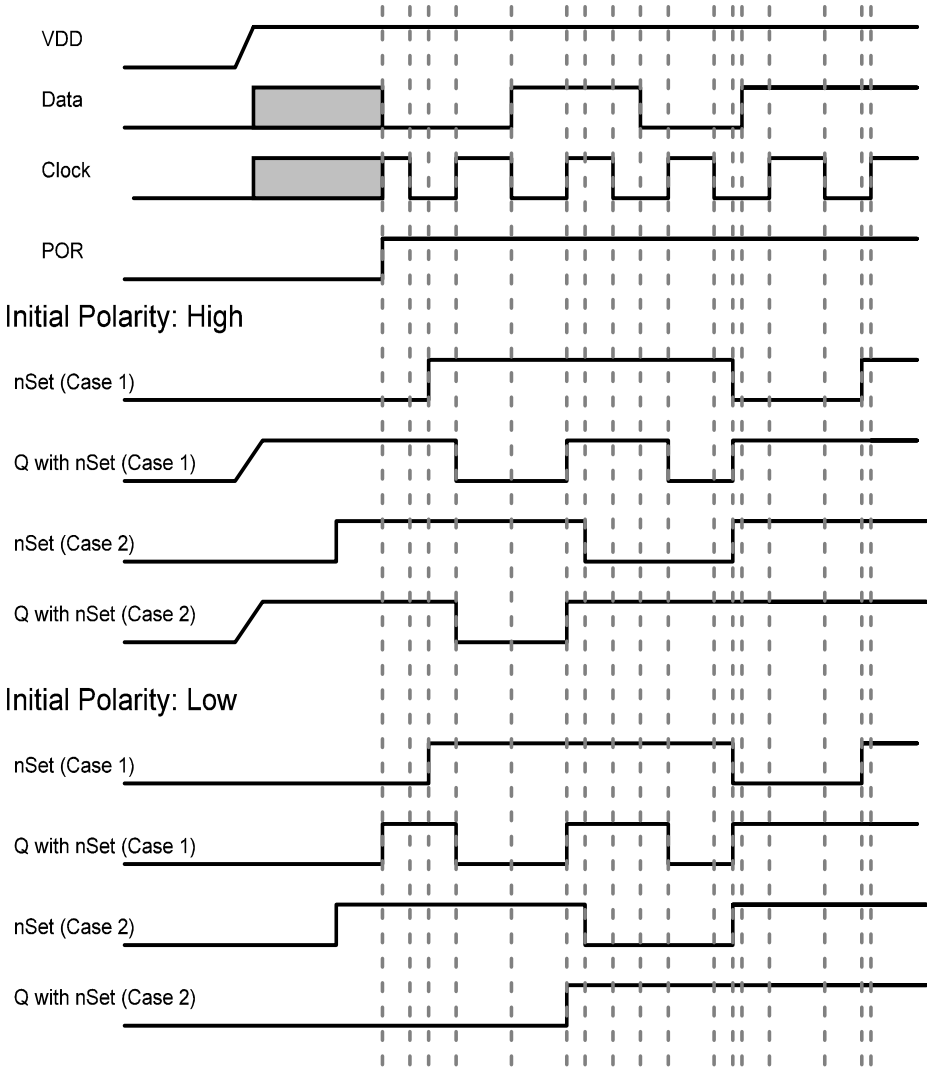 VDD
Data
Clock
POR
Initial Polarity: High
nSet (Case 1)
Q with nSet (Case 1)
nSet (Case 2)
Q with nSet (Case 2)
Initial Polarity: Low
nSet (Case 1)
Q with nSet (Case 1)
nSet (Case 2)
Q with nSet (Case 2)